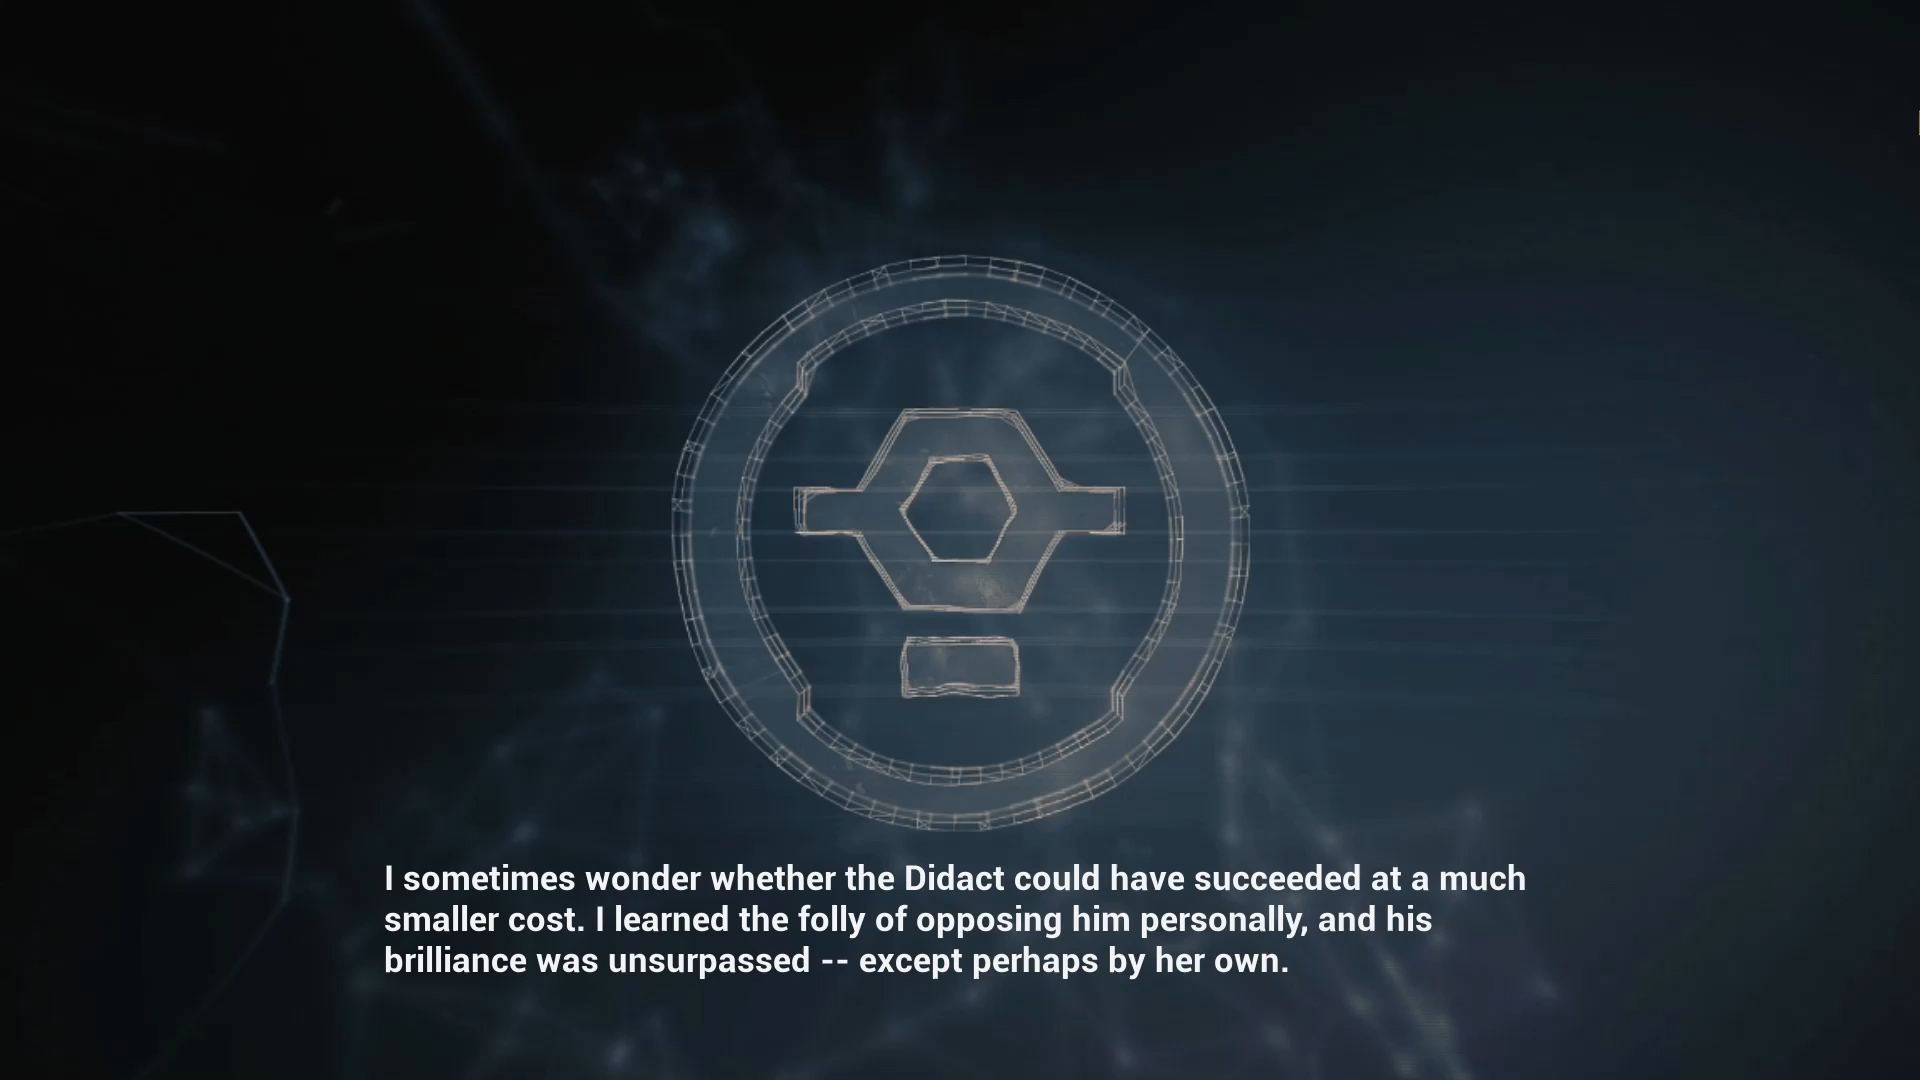 I sometimes wonder whether the Didact could have succeeded at a much
smaller cost. I learned the folly of opposing him personally, and his
brilliance was unsurpassed -- except perhaps by her own.